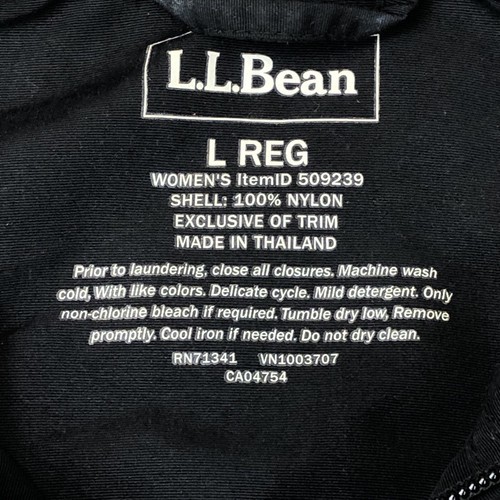 L.L.Bean
L REG
WOMEN'S ItemID 509239
SHELL: 100% NYLON
EXCLUSIVE OF TRIM
MADE IN THAILAND
Prior to laundering, close all closures. Machine wash
cold, With like colors. Delicate cycle. Mild detergent. Only
non-chlorine bleach if required. Tumble dry low, Remove
promptly. Cool iron if needed. Do not dry clean.
RN71341 VN1003707
CA04754